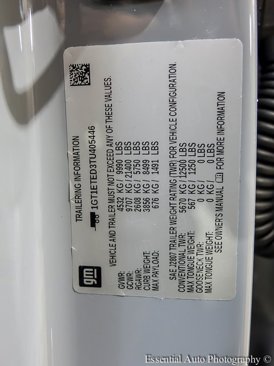 TRAILERING INFORMATION
1GT1ETED3TU405446
VEHICLE AND TRAILER MUST NOT EXCEED ANY OF THESE VALUES.
GVWR: 4532 KG/ 9990 LBS
GCWR: 9707 KG/ 21400 LBS
RGAWR: 2608 KG/ 5750 LBS
CURB WEIGHT: 3856 KG/ 8499 LBS
MAX PAYLOAD: 676 KG/ 1491 LBS
SAE J2807 TRAILER WEIGHT RATING (TWR) FOR VEHICLE CONFIGURATION.
CONVENTIONAL TWR: 5670 KG/ 12500 LBS
MAX TONGUE WEIGHT: 567 KG/ 1250 LBS
GOOSENECK TWR: 0 KG/ 0 LBS
MAX TONGUE WEIGHT: 0 KG/ 0 LBS
SEE OWNER'S MANUAL FOR MORE INFORMATION
gm
Essential Auto Photography ©